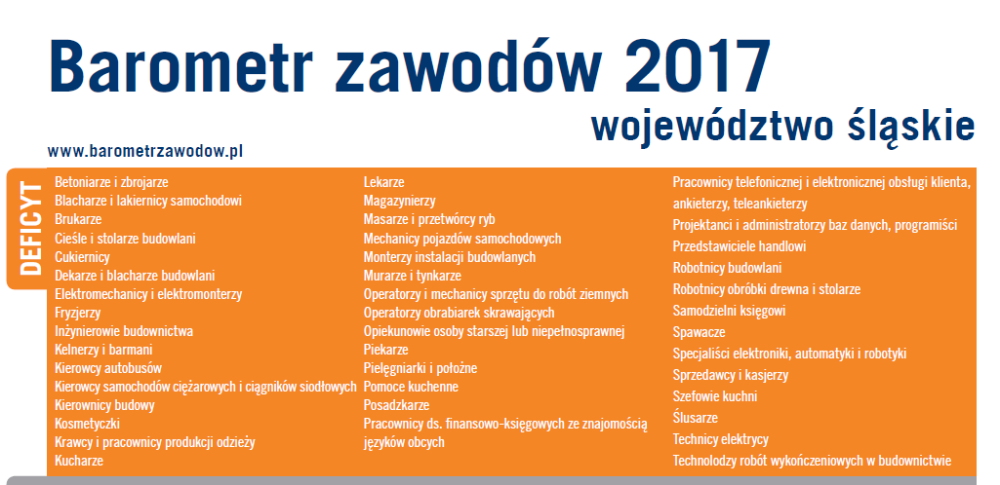 Barometr zawodów 2017
województwo śląskie
www.barometrzawodow.pl
DEFICYT
Betoniarze i zbrojarze
Blacharze i lakiernicy samochodowi
Brukarze
Cieśle i stolarze budowlani
Cukiernicy
Dekarze i blacharze budowlani
Elektromechanicy i elektromonterzy
Fryzjerzy
Inżynierowie budownictwa
Kelnerzy i barmani
Kierowcy autobusów
Kierowcy samochodów ciężarowych i ciągników siodłowych
Kierownicy budowy
Kosmetyczki
Krawcy i pracownicy produkcji odzieży
Kucharze
Lekarze
Magazynierzy
Masarze i przetwórcy ryb
Mechanicy pojazdów samochodowych
Monterzy instalacji budowlanych
Murarze i tynkarze
Operatorzy i mechanicy sprzętu do robót ziemnych
Operatorzy obrabiarek skrawających
Opiekunowie osoby starszej lub niepełnosprawnej
Piekarze
Pielęgniarki i położne
Pomoce kuchenne
Posadzkarze
Pracownicy ds. finansowo-księgowych ze znajomością
języków obcych
Pracownicy telefonicznej i elektronicznej obsługi klienta,
ankieterzy, teleankieterzy
Projektanci i administratorzy baz danych, programiści
Przedstawiciele handlowi
Robotnicy budowlani
Robotnicy obróbki drewna i stolarze
Samodzielni księgowi
Spawacze
Specjaliści elektroniki, automatyki i robotyki
Sprzedawcy i kasjerzy
Szefowie kuchni
Ślusarze
Technicy elektrycy
Technolodzy robót wykończeniowych w budownictwie